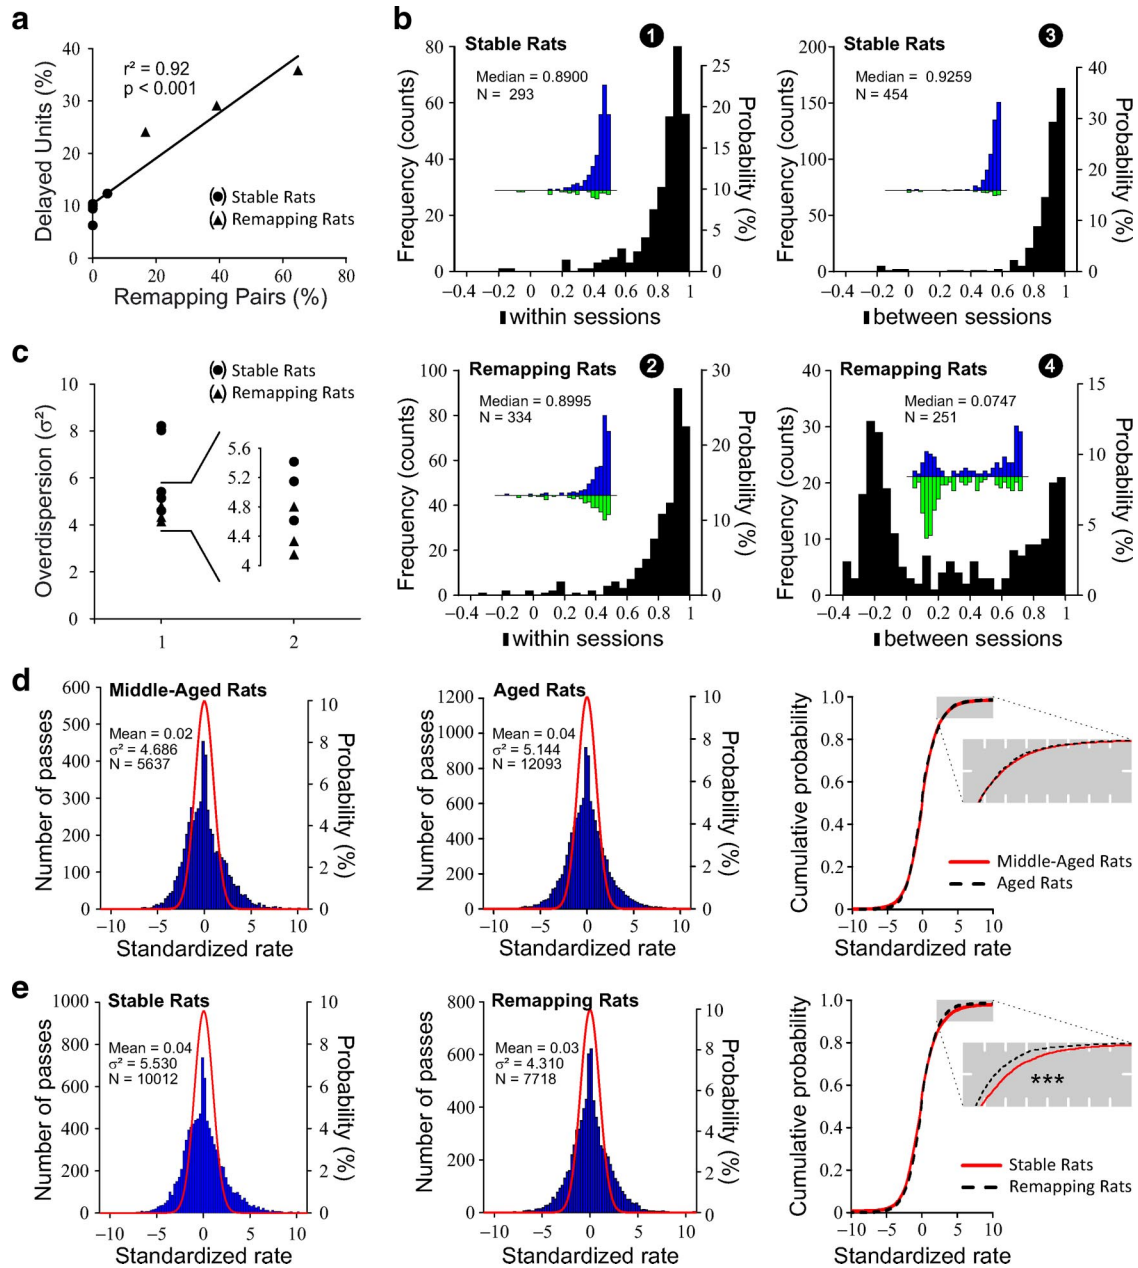 a
40
30
20
10
0
Delayed Units (%)
r² = 0.92
p < 0.001
Stable Rats
Remapping Rats
0 20 40 60 80
Remapping Pairs (%)
b
Stable Rats
1
80
60
40
20
0
Frequency (counts)
Median = 0.8900
N = 293
25
20
15
10
5
0
Probability (%)
−0.4 −0.2 0 0.2 0.4 0.6 0.8 1
within sessions
Stable Rats
3
200
150
100
50
0
Frequency (counts)
Median = 0.9259
N = 454
40
30
20
10
0
Probability (%)
−0.4 −0.2 0 0.2 0.4 0.6 0.8 1
between sessions
Remapping Rats
2
100
80
60
40
20
0
Frequency (counts)
Median = 0.8995
N = 334
30
20
10
0
Probability (%)
−0.4 −0.2 0 0.2 0.4 0.6 0.8 1
within sessions
Remapping Rats
4
40
30
20
10
0
Frequency (counts)
Median = 0.0747
N = 251
15
10
5
0
Probability (%)
−0.4 −0.2 0 0.2 0.4 0.6 0.8 1
between sessions
c
Stable Rats
Remapping Rats
10
8
6
4
2
0
Overdispersion (σ²)
5.6
5.2
4.8
4.4
4
1 2
d
Middle-Aged Rats
600
500
400
300
200
100
0
Number of passes
Mean = 0.02
σ² = 4.686
N = 5637
10
8
6
4
2
0
Probability (%)
−10 −5 0 5 10
Standardized rate
Aged Rats
1200
1000
800
600
400
200
0
Number of passes
Mean = 0.04
σ² = 5.144
N = 12093
10
8
6
4
2
0
Probability (%)
−10 −5 0 5 10
Standardized rate
1.0
0.8
0.6
0.4
0.2
0
Cumulative probability
Middle-Aged Rats
Aged Rats
−10 −5 0 5 10
Standardized rate
e
Stable Rats
1000
800
600
400
200
0
Number of passes
Mean = 0.04
σ² = 5.530
N = 10012
10
8
6
4
2
0
Probability (%)
−10 −5 0 5 10
Standardized rate
Remapping Rats
800
600
400
200
0
Number of passes
Mean = 0.03
σ² = 4.310
N = 7718
10
8
6
4
2
0
Probability (%)
−10 −5 0 5 10
Standardized rate
1.0
0.8
0.6
0.4
0.2
0
Cumulative probability
***
Stable Rats
Remapping Rats
−10 −5 0 5 10
Standardized rate